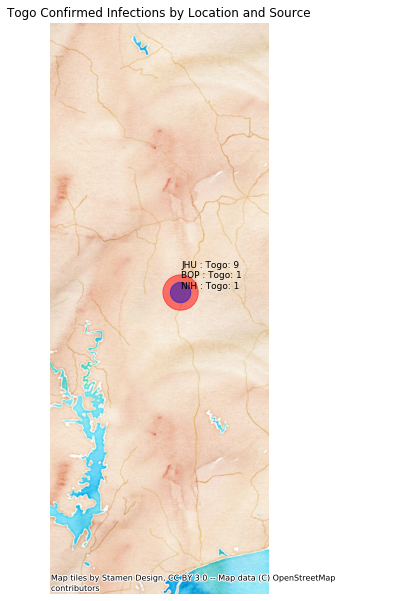 Togo Confirmed Infections by Location and Source
JHU : Togo: 9
BOP : Togo: 1
NIH : Togo: 1
Map tiles by Stamen Design, CC BY 3.0 -- Map data (C) OpenStreetMap
contributors